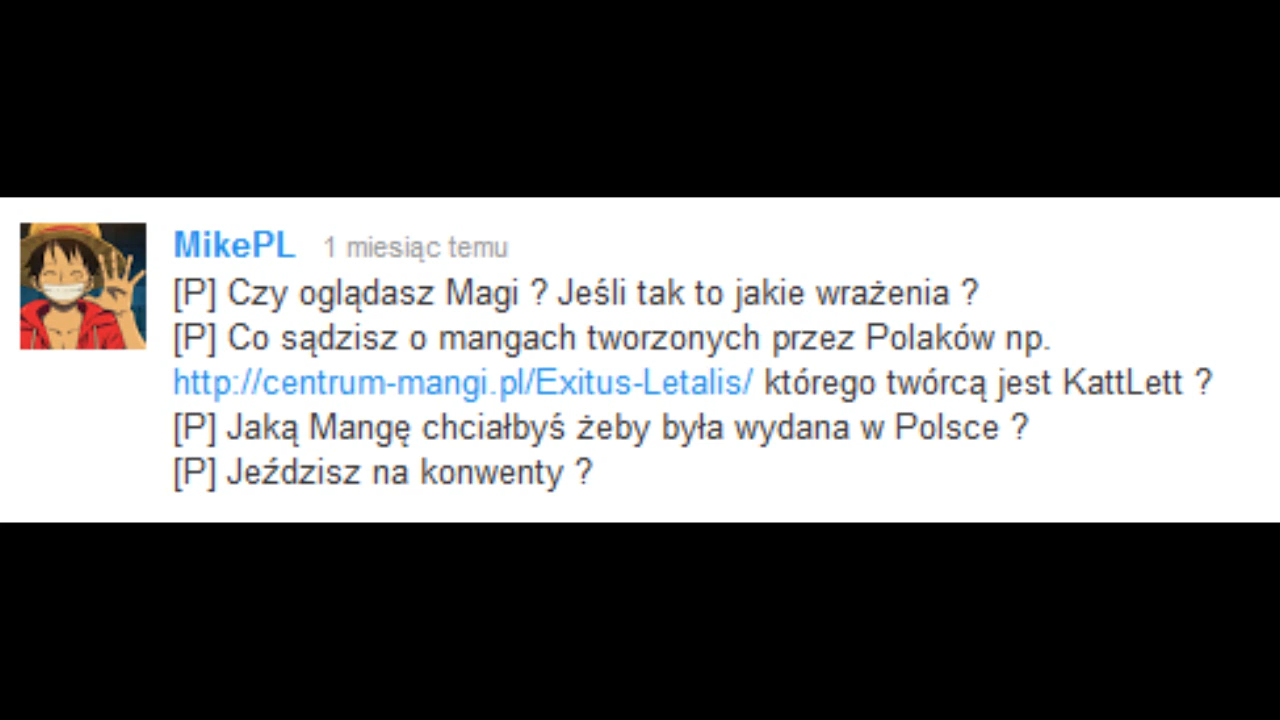 MikePL 1 miesiąc temu
[P] Czy oglądasz Magi ? Jeśli tak to jakie wrażenia ?
[P] Co sądzisz o mangach tworzonych przez Polaków np.
http://centrum-mangi.pl/Exitus-Letalis/ którego twórcą jest KattLett ?
[P] Jaką Mangę chciałbyś żeby była wydana w Polsce ?
[P] Jeździsz na konwenty ?